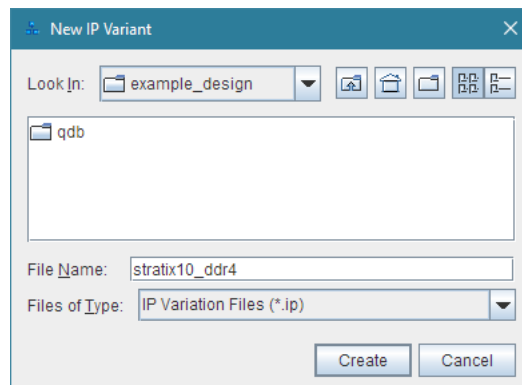 New IP Variant
Look In: example_design
qdb
File Name: stratix10_ddr4
Files of Type: IP Variation Files (*.ip)
Create Cancel